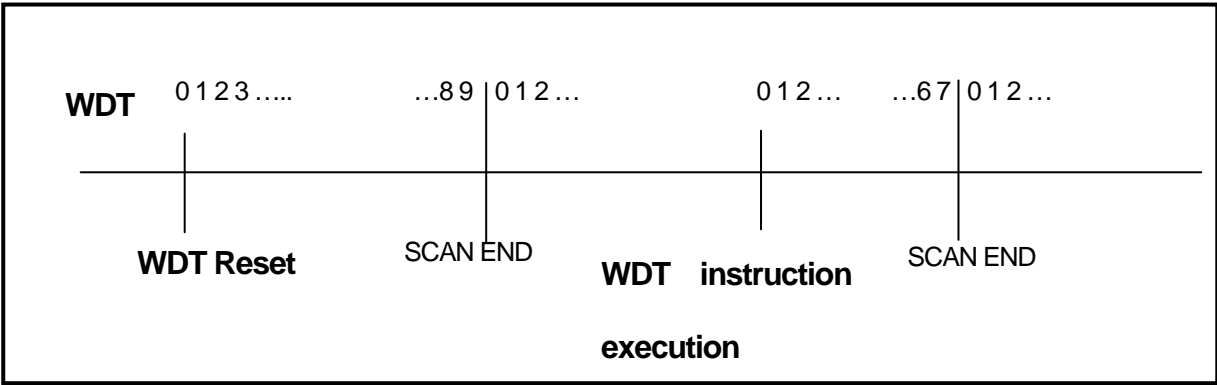 WDT 0 1 2 3 ..... ...8 9 0 1 2 ... 0 1 2 ... ...6 7 0 1 2 ...
WDT Reset SCAN END WDT instruction SCAN END
execution